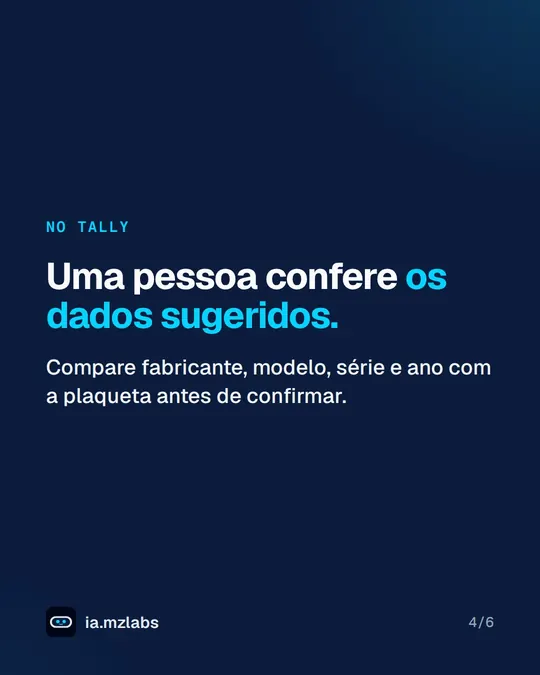 NO TALLY
Uma pessoa confere os
dados sugeridos.
Compare fabricante, modelo, série e ano com
a plaqueta antes de confirmar.
ia.mzlabs
4/6